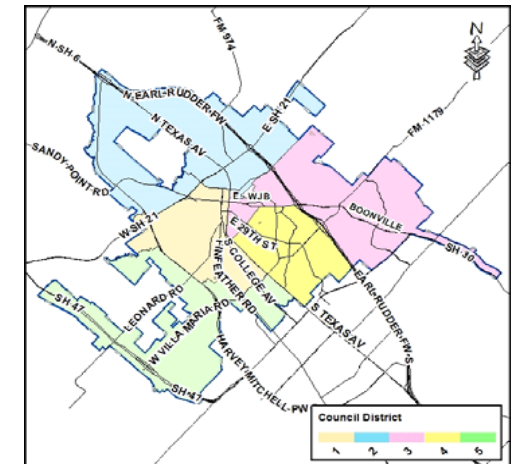 N
FM 974
N-SH-6
N-EARL-RUDDER-FW
E SH 21
N TEXAS AV
FM-1179
SANDY-POINT-RD
E WJB
BOONVILLE
W-SH 21
E 29TH ST
SH-30
S COLLEGE-AV
FINFEATHER RD
EARL-RUDDER-FW-S
LEONARD RD
SH 47
W VILLA MARIA-RD
S TEXAS AV
HARVEY-MITCHELL-PW
SH-47
Council District
1 2 3 4 5